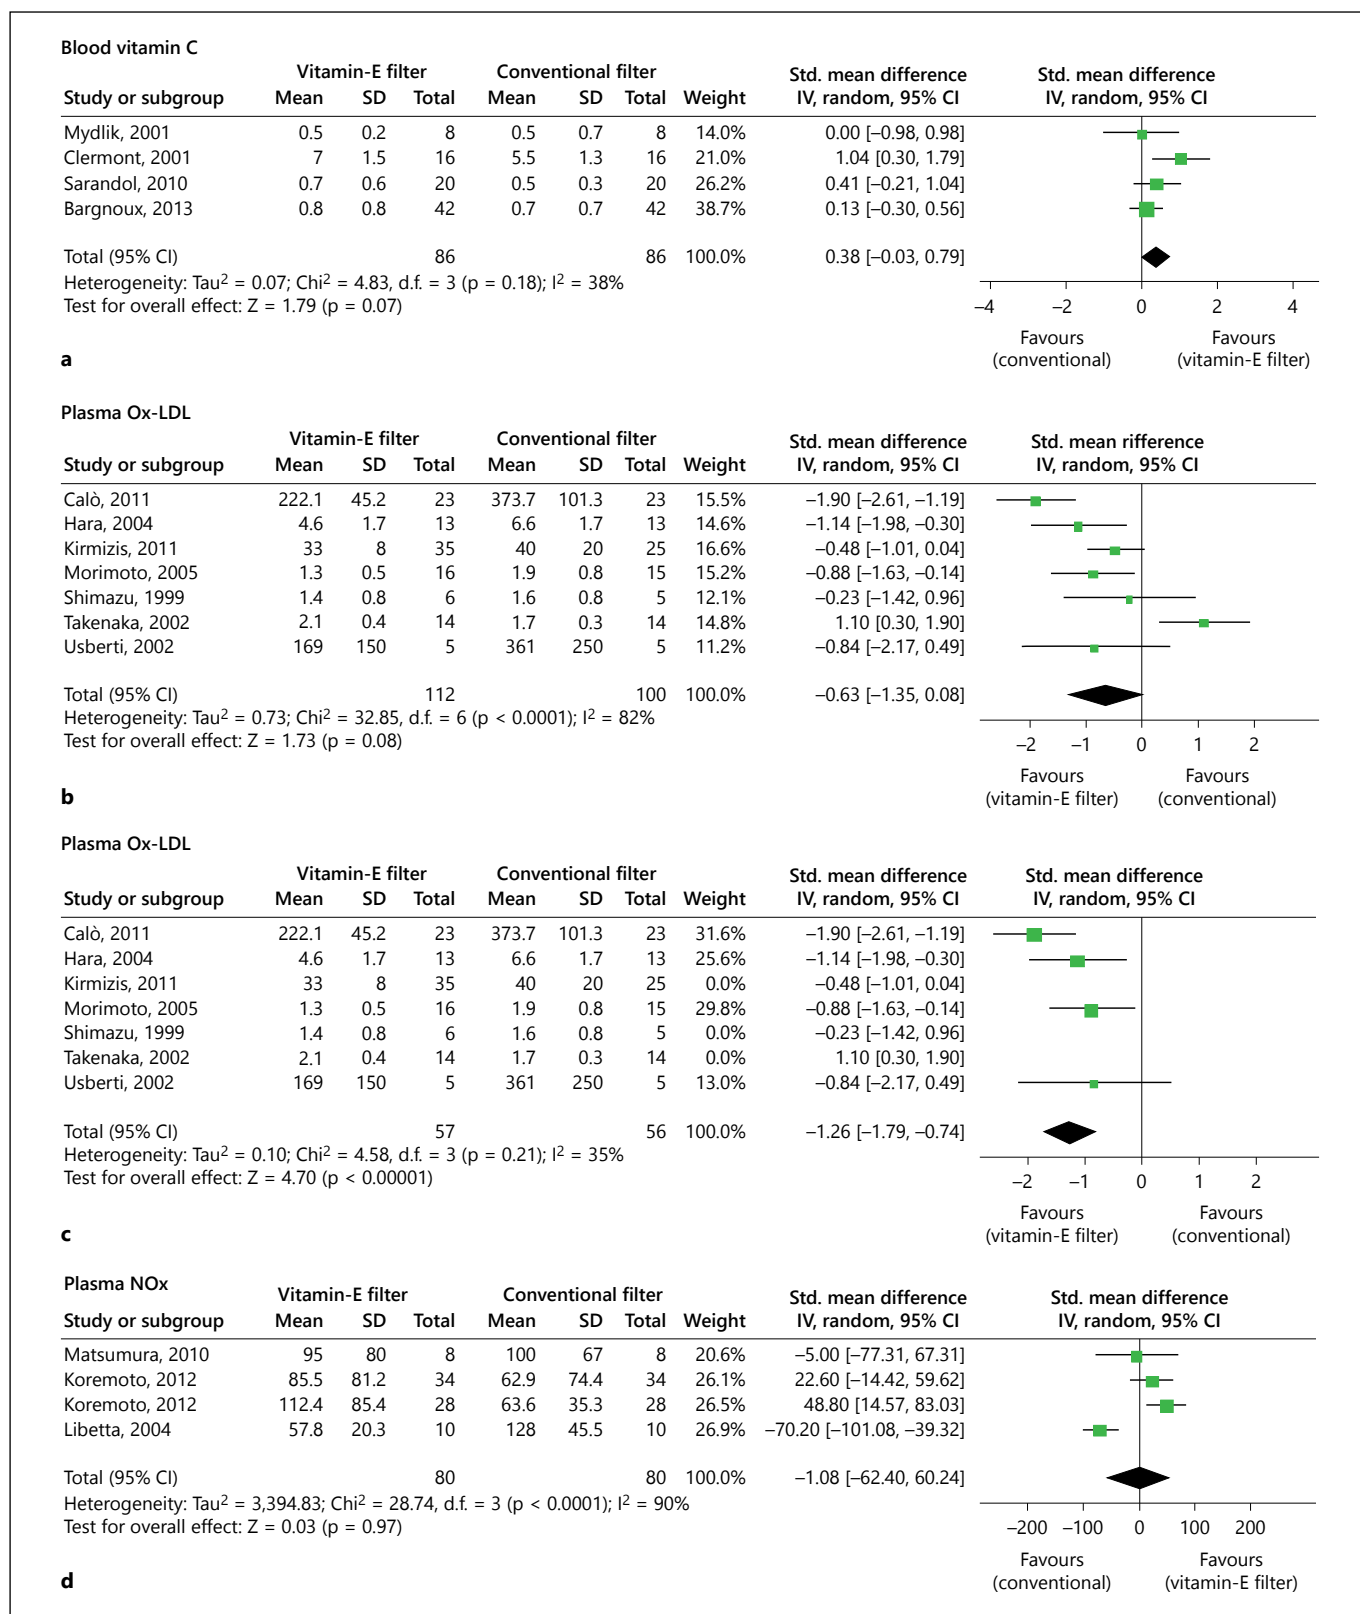 Blood vitamin C
Vitamin-E filter Conventional filter Std. mean difference Std. mean difference
Study or subgroup Mean SD Total Mean SD Total Weight IV, random, 95% CI IV, random, 95% CI
Mydlik, 2001 0.5 0.2 8 0.5 0.7 8 14.0% 0.00 [–0.98, 0.98]
Clermont, 2001 7 1.5 16 5.5 1.3 16 21.0% 1.04 [0.30, 1.79]
Sarandol, 2010 0.7 0.6 20 0.5 0.3 20 26.2% 0.41 [–0.21, 1.04]
Bargnoux, 2013 0.8 0.8 42 0.7 0.7 42 38.7% 0.13 [–0.30, 0.56]
Total (95% CI) 86 86 100.0% 0.38 [–0.03, 0.79]
Heterogeneity: Tau² = 0.07; Chi² = 4.83, d.f. = 3 (p = 0.18); I² = 38%
Test for overall effect: Z = 1.79 (p = 0.07)
–4 –2 0 2 4
Favours Favours
(conventional) (vitamin-E filter)
a
Plasma Ox-LDL
Vitamin-E filter Conventional filter Std. mean difference Std. mean rifference
Study or subgroup Mean SD Total Mean SD Total Weight IV, random, 95% CI IV, random, 95% CI
Calò, 2011 222.1 45.2 23 373.7 101.3 23 15.5% –1.90 [–2.61, –1.19]
Hara, 2004 4.6 1.7 13 6.6 1.7 13 14.6% –1.14 [–1.98, –0.30]
Kirmizis, 2011 33 8 35 40 20 25 16.6% –0.48 [–1.01, 0.04]
Morimoto, 2005 1.3 0.5 16 1.9 0.8 15 15.2% –0.88 [–1.63, –0.14]
Shimazu, 1999 1.4 0.8 6 1.6 0.8 5 12.1% –0.23 [–1.42, 0.96]
Takenaka, 2002 2.1 0.4 14 1.7 0.3 14 14.8% 1.10 [0.30, 1.90]
Usberti, 2002 169 150 5 361 250 5 11.2% –0.84 [–2.17, 0.49]
Total (95% CI) 112 100 100.0% –0.63 [–1.35, 0.08]
Heterogeneity: Tau² = 0.73; Chi² = 32.85, d.f. = 6 (p < 0.0001); I² = 82%
Test for overall effect: Z = 1.73 (p = 0.08)
–2 –1 0 1 2
Favours Favours
(vitamin-E filter) (conventional)
b
Plasma Ox-LDL
Vitamin-E filter Conventional filter Std. mean difference Std. mean difference
Study or subgroup Mean SD Total Mean SD Total Weight IV, random, 95% CI IV, random, 95% CI
Calò, 2011 222.1 45.2 23 373.7 101.3 23 31.6% –1.90 [–2.61, –1.19]
Hara, 2004 4.6 1.7 13 6.6 1.7 13 25.6% –1.14 [–1.98, –0.30]
Kirmizis, 2011 33 8 35 40 20 25 0.0% –0.48 [–1.01, 0.04]
Morimoto, 2005 1.3 0.5 16 1.9 0.8 15 29.8% –0.88 [–1.63, –0.14]
Shimazu, 1999 1.4 0.8 6 1.6 0.8 5 0.0% –0.23 [–1.42, 0.96]
Takenaka, 2002 2.1 0.4 14 1.7 0.3 14 0.0% 1.10 [0.30, 1.90]
Usberti, 2002 169 150 5 361 250 5 13.0% –0.84 [–2.17, 0.49]
Total (95% CI) 57 56 100.0% –1.26 [–1.79, –0.74]
Heterogeneity: Tau² = 0.10; Chi² = 4.58, d.f. = 3 (p = 0.21); I² = 35%
Test for overall effect: Z = 4.70 (p < 0.00001)
–2 –1 0 1 2
Favours Favours
(vitamin-E filter) (conventional)
c
Plasma NOx
Vitamin-E filter Conventional filter Std. mean difference Std. mean difference
Study or subgroup Mean SD Total Mean SD Total Weight IV, random, 95% CI IV, random, 95% CI
Matsumura, 2010 95 80 8 100 67 8 20.6% –5.00 [–77.31, 67.31]
Koremoto, 2012 85.5 81.2 34 62.9 74.4 34 26.1% 22.60 [–14.42, 59.62]
Koremoto, 2012 112.4 85.4 28 63.6 35.3 28 26.5% 48.80 [14.57, 83.03]
Libetta, 2004 57.8 20.3 10 128 45.5 10 26.9% –70.20 [–101.08, –39.32]
Total (95% CI) 80 80 100.0% –1.08 [–62.40, 60.24]
Heterogeneity: Tau² = 3,394.83; Chi² = 28.74, d.f. = 3 (p < 0.0001); I² = 90%
Test for overall effect: Z = 0.03 (p = 0.97)
–200 –100 0 100 200
Favours Favours
(conventional) (vitamin-E filter)
d